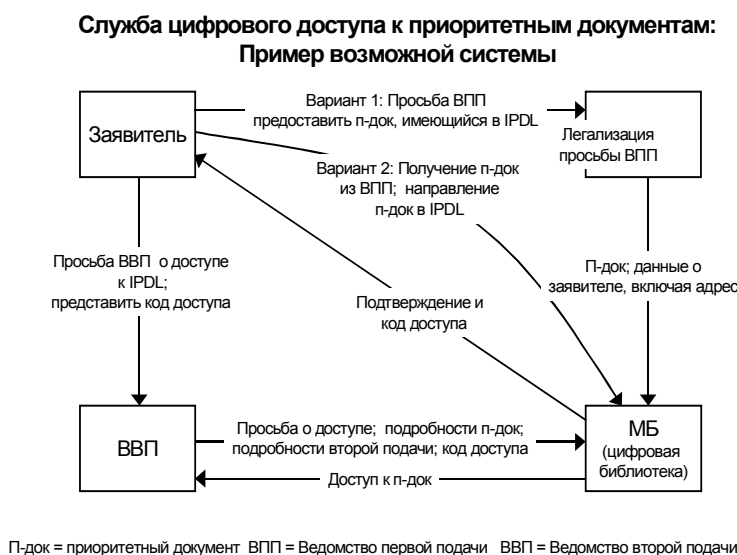 Служба цифрового доступа к приоритетным документам:
Пример возможной системы
Вариант 1: Просьба ВПП
предоставить п-док, имеющийся в IPDL
Заявитель
Легализация
просьбы ВПП
Вариант 2: Получение п-док
из ВПП; направление
п-док в IPDL
Просьба ВВП о доступе
к IPDL;
представить код доступа
П-док; данные о
заявителе, включая адрес
Подтверждение и
код доступа
ВВП
Просьба о доступе; подробности п-док;
подробности второй подачи; код доступа
МБ
(цифровая
библиотека)
Доступ к п-док
П-док = приоритетный документ ВПП = Ведомство первой подачи ВВП = Ведомство второй подачи